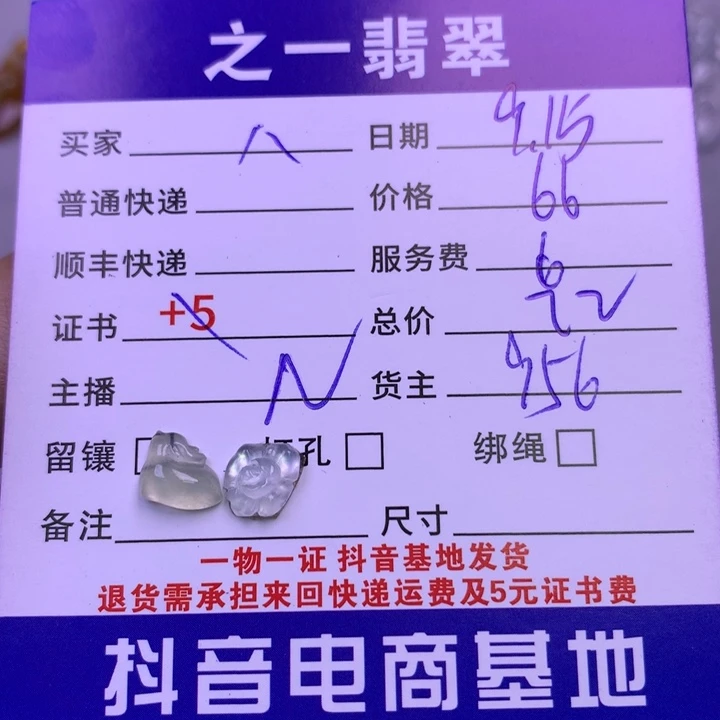 之一翡翠
买家 八 日期 9.15
普通快递 价格 66
顺丰快递 服务费 6
证书 +5 总价 72
主播 N 货主 956
留镶 孔 绑绳
备注 尺寸
一物一证 抖音基地发货
退货需承担来回快递运费及5元证书费
抖音电商基地